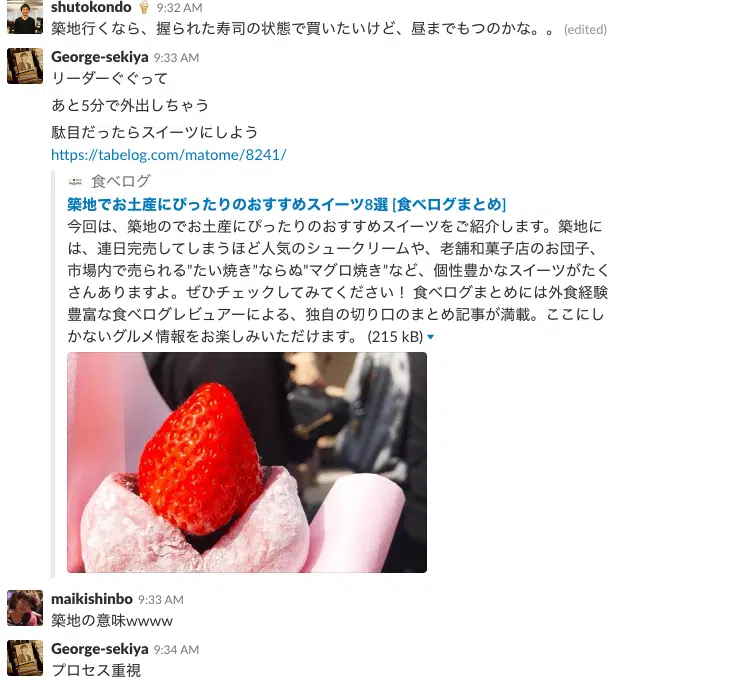 shutokondo 9:32 AM
築地行くなら、握られた寿司の状態で買いたいけど、昼までもつのかな。。 (edited)
George-sekiya 9:33 AM
リーダーぐぐって
あと5分で外出しちゃう
駄目だったらスイーツにしよう
https://tabelog.com/matome/8241/
食べログ
築地でお土産にぴったりのおすすめスイーツ8選 [食べログまとめ]
今回は、築地のでお土産にぴったりのおすすめスイーツをご紹介します。築地に
は、連日完売してしまうほど人気のシュークリームや、老舗和菓子店のお団子、
市場内で売られる”たい焼き”ならぬ”マグロ焼き”など、個性豊かなスイーツがたく
さんありますよ。ぜひチェックしてみてください！ 食べログまとめには外食経験
豊富な食べログレビュアーによる、独自の切り口のまとめ記事が満載。ここにし
かないグルメ情報をお楽しみいただけます。 (215 kB)
maikishinbo 9:33 AM
築地の意味wwww
George-sekiya 9:34 AM
プロセス重視